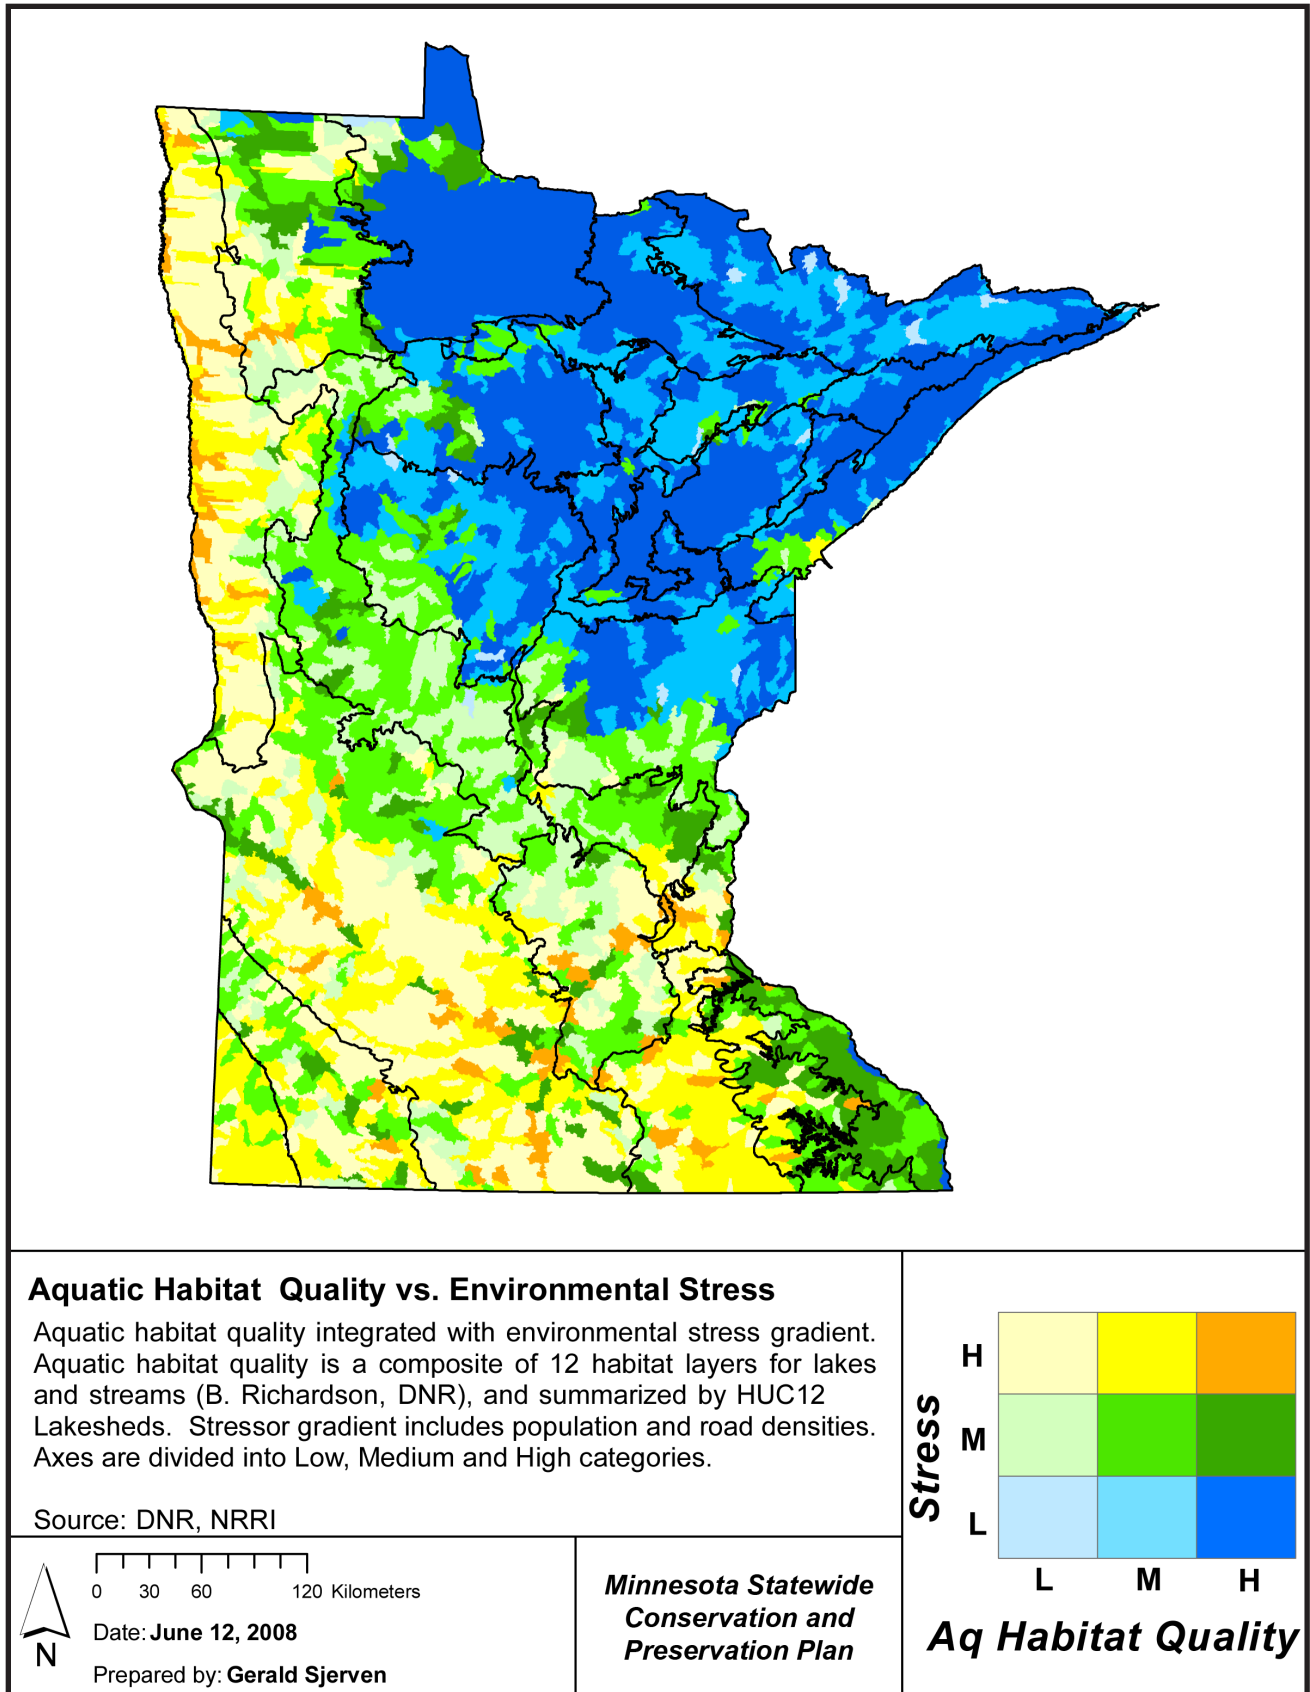 Aquatic Habitat Quality vs. Environmental Stress
Aquatic habitat quality integrated with environmental stress gradient.
Aquatic habitat quality is a composite of 12 habitat layers for lakes
and streams (B. Richardson, DNR), and summarized by HUC12
Lakesheds. Stressor gradient includes population and road densities.
Axes are divided into Low, Medium and High categories.
Source: DNR, NRRI
0 30 60 120 Kilometers
N
Date: June 12, 2008
Prepared by: Gerald Sjerven
Minnesota Statewide
Conservation and
Preservation Plan
Stress
H
M
L
L M H
Aq Habitat Quality